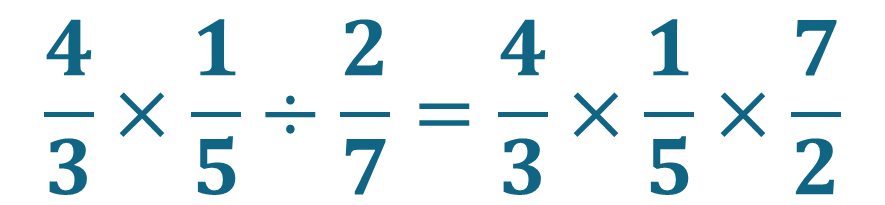 4/3 × 1/5 ÷ 2/7 = 4/3 × 1/5 × 7/2